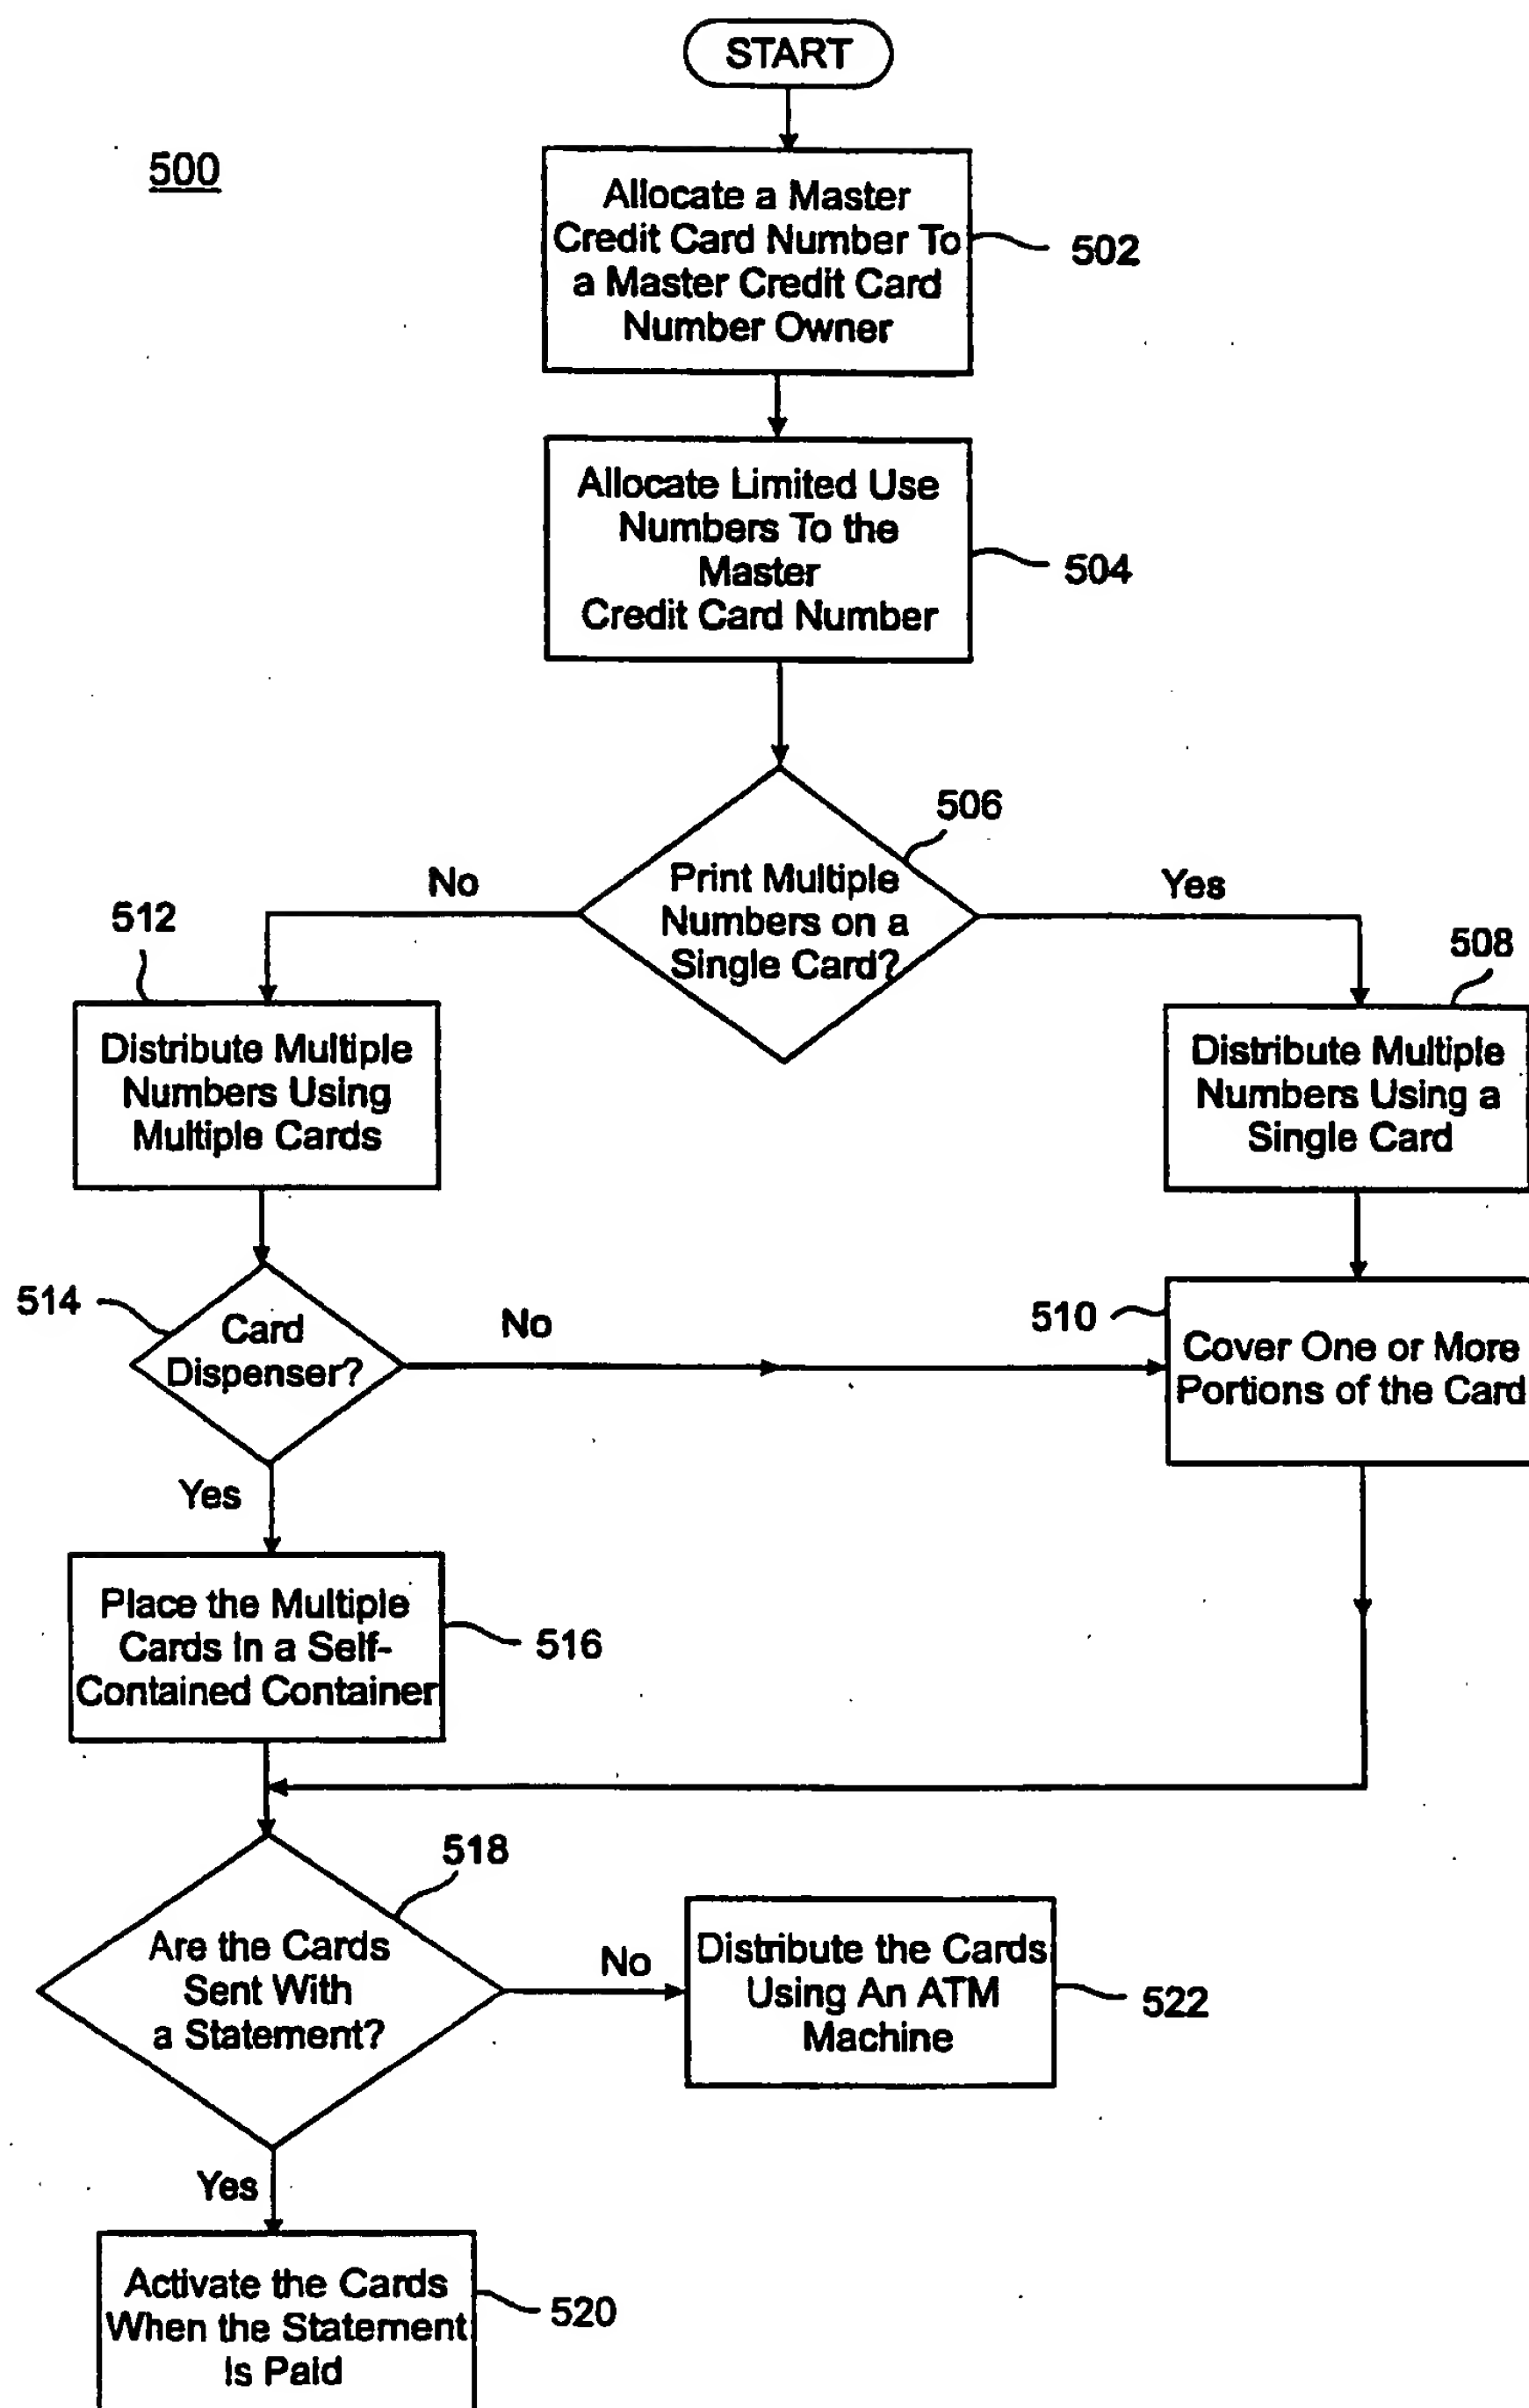 START
500
Allocate a Master
Credit Card Number To
a Master Credit Card
Number Owner
502
Allocate Limited Use
Numbers To the
Master
Credit Card Number
504
506
Print Multiple
Numbers on a
Single Card?
No
Yes
512
508
Distribute Multiple
Numbers Using
Multiple Cards
Distribute Multiple
Numbers Using a
Single Card
514
Card
Dispenser?
No
510
Cover One or More
Portions of the Card
Yes
Place the Multiple
Cards In a Self-
Contained Container
516
518
Are the Cards
Sent With
a Statement?
No
Distribute the Cards
Using An ATM
Machine
522
Yes
Activate the Cards
When the Statement
Is Paid
520